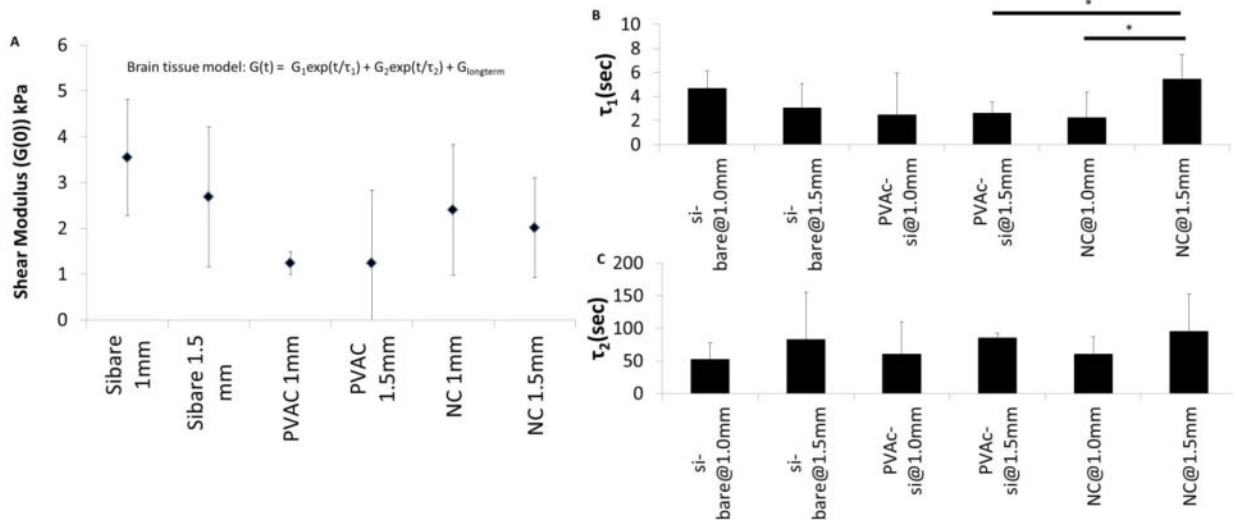 A
Shear Modulus (G(0)) kPa
6
5
4
3
2
1
0
Brain tissue model: G(t) = G₁exp(t/τ₁) + G₂exp(t/τ₂) + Glongterm
Sibare
1mm
Sibare 1.5
mm
PVAC 1mm
PVAC
1.5mm
NC 1mm
NC 1.5mm
B
*
*
τ₁(sec)
10
8
6
4
2
0
si-
bare@1.0mm
si-
bare@1.5mm
PVAc-
si@1.0mm
PVAc-
si@1.5mm
NC@1.0mm
NC@1.5mm
C
τ₂(sec)
200
150
100
50
0
si-
bare@1.0mm
si-
bare@1.5mm
PVAc-
si@1.0mm
PVAc-
si@1.5mm
NC@1.0mm
NC@1.5mm